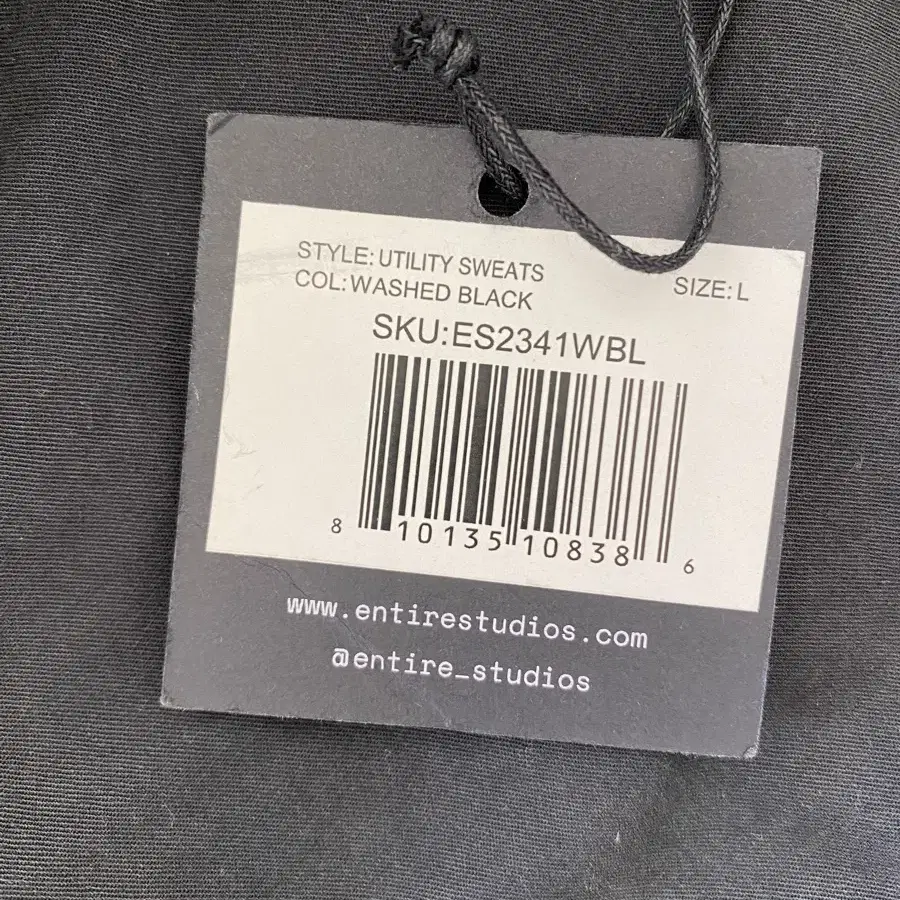 STYLE: UTILITY SWEATS
COL: WASHED BLACK
SIZE: L
SKU:ES2341WBL
8 10135 10838 6
www.entirestudios.com
@entire_studios